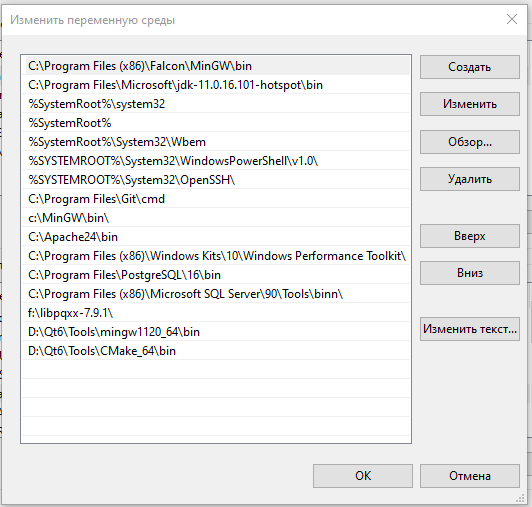 Изменить переменную среды
C:\Program Files (x86)\Falcon\MinGW\bin
C:\Program Files\Microsoft\jdk-11.0.16.101-hotspot\bin
%SystemRoot%\system32
%SystemRoot%
%SystemRoot%\System32\Wbem
%SYSTEMROOT%\System32\WindowsPowerShell\v1.0\
%SYSTEMROOT%\System32\OpenSSH\
C:\Program Files\Git\cmd
c:\MinGW\bin\
C:\Apache24\bin
C:\Program Files (x86)\Windows Kits\10\Windows Performance Toolkit\
C:\Program Files\PostgreSQL\16\bin
C:\Program Files (x86)\Microsoft SQL Server\90\Tools\binn\
f:\libpqxx-7.9.1\
D:\Qt6\Tools\mingw1120_64\bin
D:\Qt6\Tools\CMake_64\bin
Создать
Изменить
Обзор...
Удалить
Вверх
Вниз
Изменить текст...
ОК
Отмена